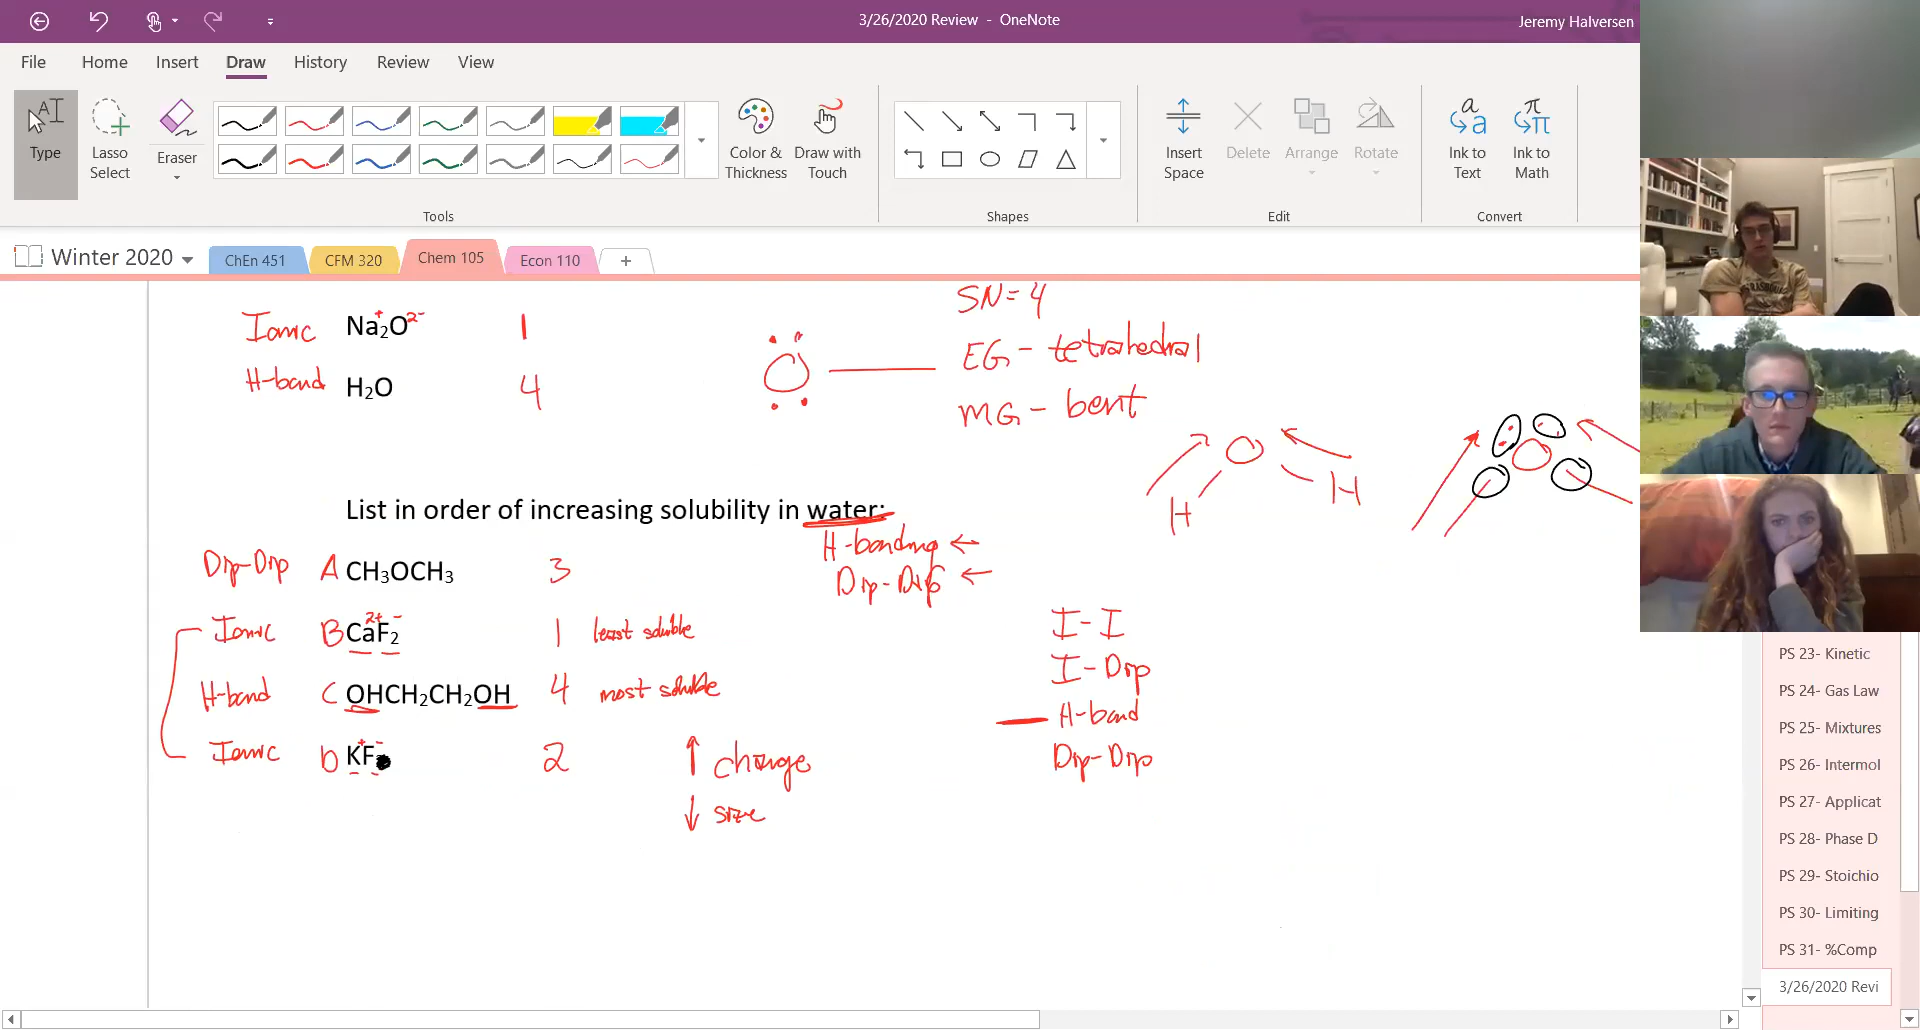 3/26/2020 Review - OneNote
Jeremy Halversen
File Home Insert Draw History Review View
Type
Lasso Select
Eraser
Color & Thickness
Draw with Touch
Insert Space
Delete
Arrange
Rotate
Ink to Text
Ink to Math
Tools
Shapes
Edit
Convert
Winter 2020
ChEn 451
CFM 320
Chem 105
Econ 110
+
SN = 4
Ionic Na₂⁺O²⁻ 1
EG - tetrahedral
H-bond H₂O 4
MG - bent
O
H
H
List in order of increasing solubility in water:
H-bonding ←
Dip-Dip ←
Dip-Dip A CH₃OCH₃ 3
Ionic B Ca²⁺F₂⁻ 1 least soluble
H-bond C OHCH₂CH₂OH 4 most soluble
Ionic D K⁺F⁻ 2
↑ charge
↓ size
I - I
I - Dip
H-bond
Dip-Dip
PS 23- Kinetic
PS 24- Gas Law
PS 25- Mixtures
PS 26- Intermol
PS 27- Applicat
PS 28- Phase D
PS 29- Stoichio
PS 30- Limiting
PS 31- %Comp
3/26/2020 Revi